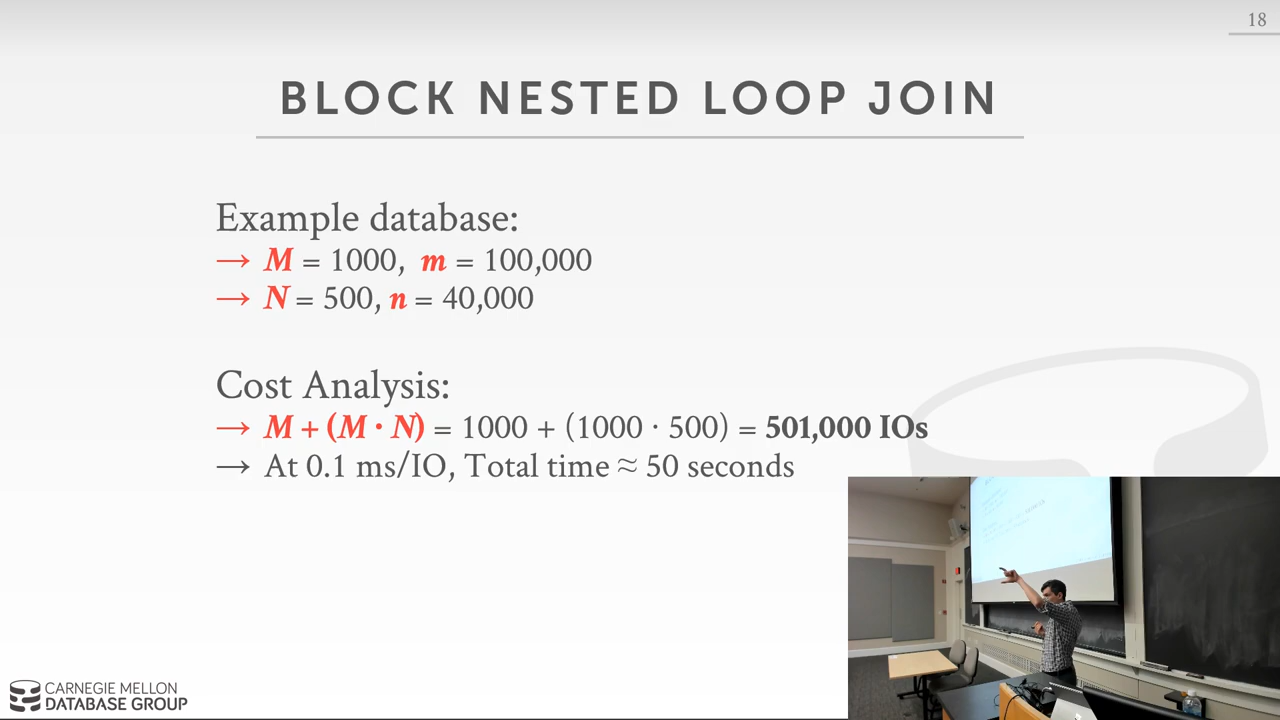 18
BLOCK NESTED LOOP JOIN
Example database:
→ M = 1000, m = 100,000
→ N = 500, n = 40,000
Cost Analysis:
→ M + (M · N) = 1000 + (1000 · 500) = 501,000 IOs
→ At 0.1 ms/IO, Total time ≈ 50 seconds
CARNEGIE MELLON
DATABASE GROUP